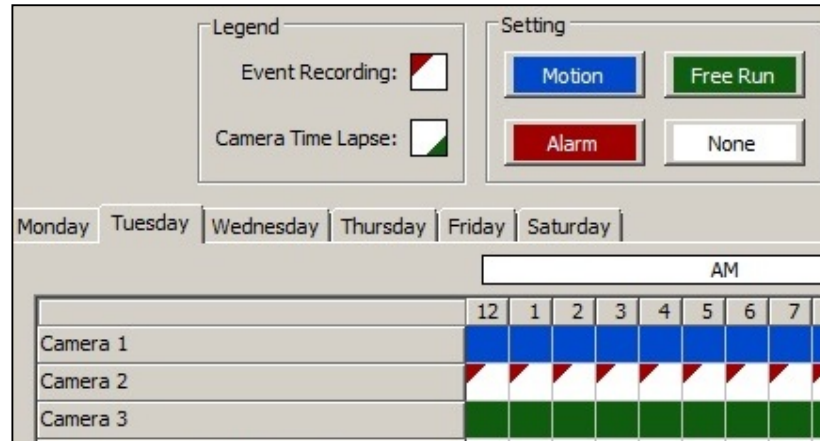 Legend
Event Recording:
Camera Time Lapse:
Setting
Motion
Free Run
Alarm
None
Monday Tuesday Wednesday Thursday Friday Saturday
AM
12 1 2 3 4 5 6 7
Camera 1
Camera 2
Camera 3